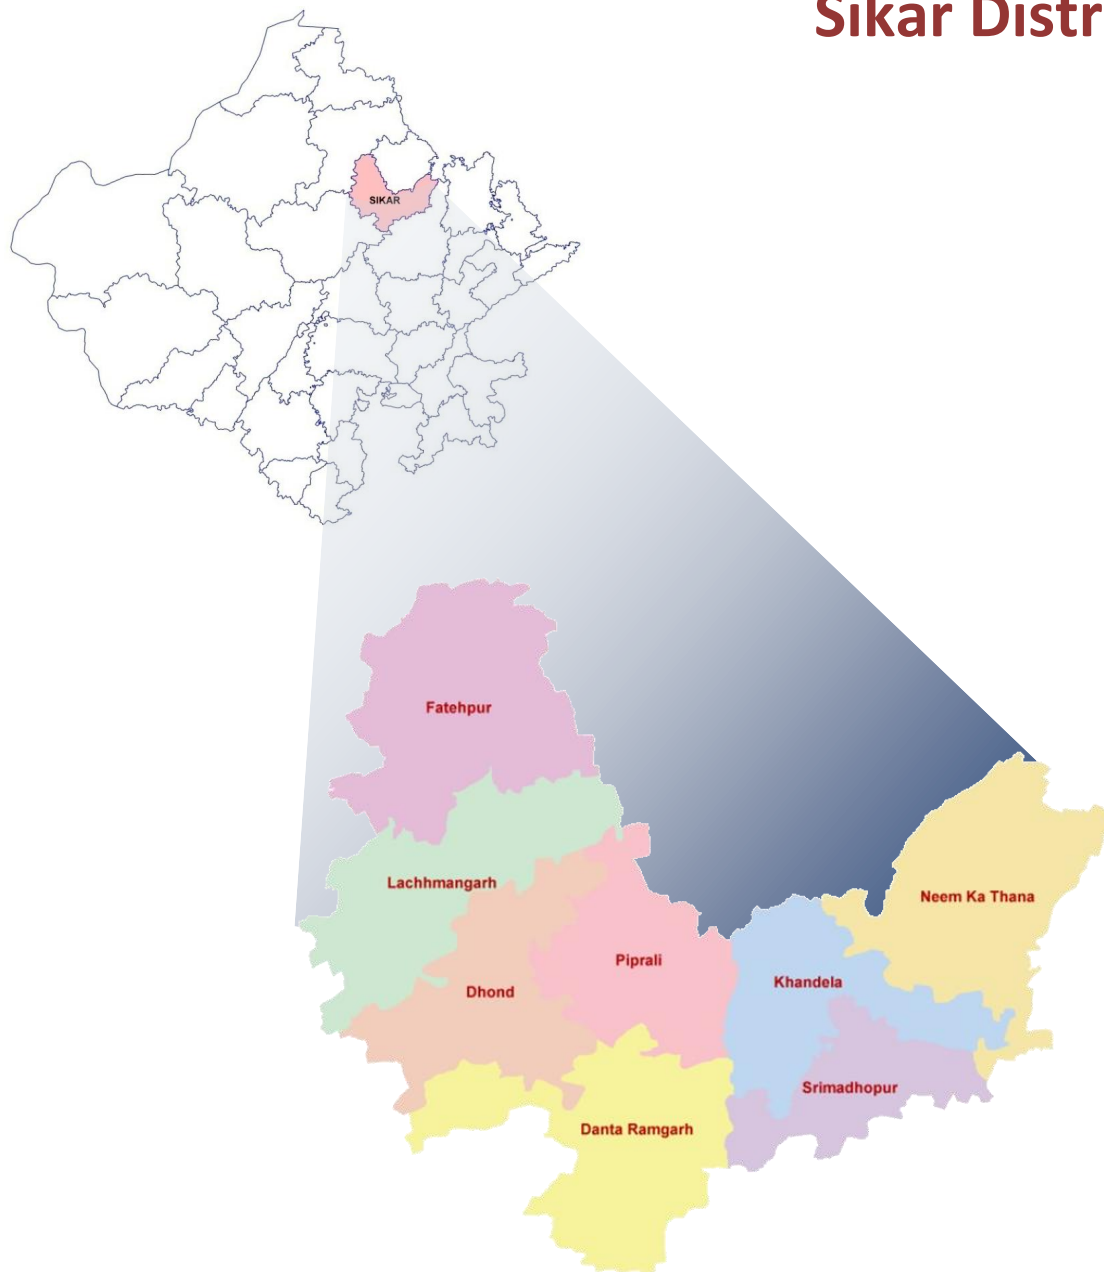 Sikar Distr
SIKAR
Fatehpur
Lachhmangarh
Neem Ka Thana
Piprali
Khandela
Dhond
Srimadhopur
Danta Ramgarh